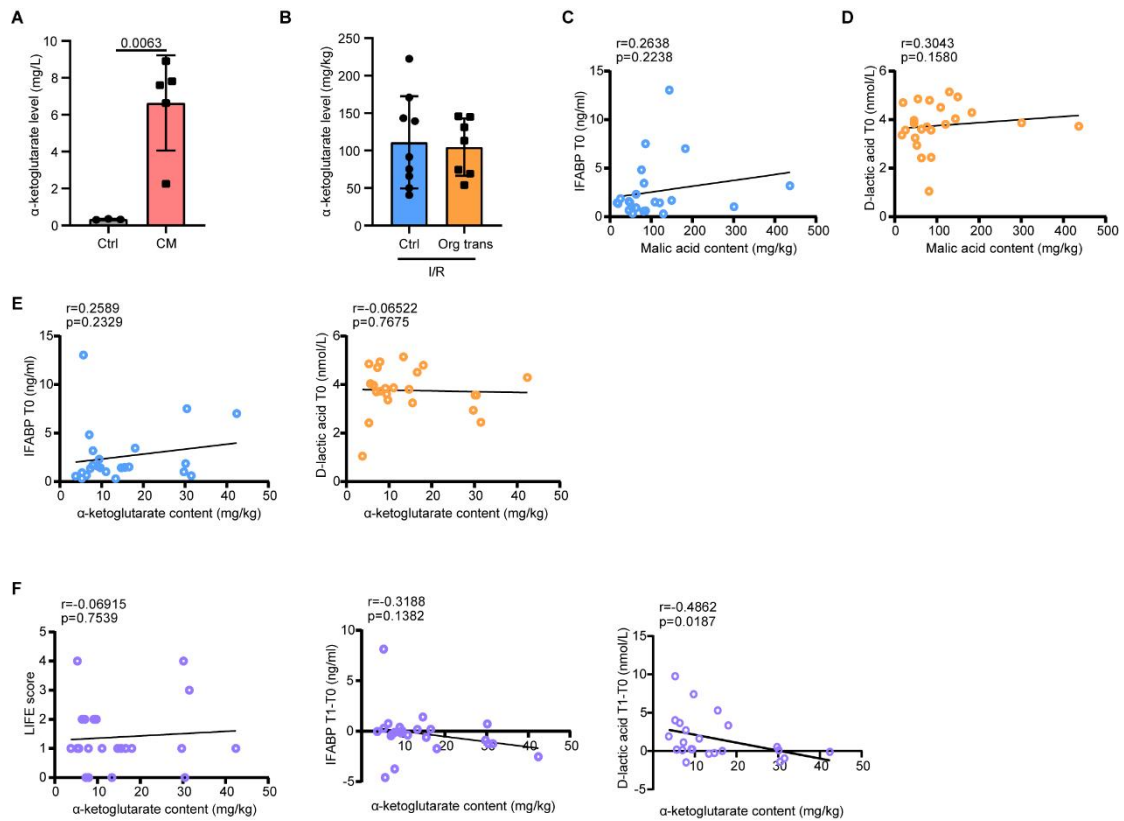 A
α-ketoglutarate level (mg/L)
10
8
6
4
2
0
0.0063
Ctrl
CM
B
α-ketoglutarate level (mg/kg)
250
200
150
100
50
0
Ctrl
Org trans
I/R
C
r=0.2638
p=0.2238
IFABP T0 (ng/ml)
15
10
5
0
0 100 200 300 400 500
Malic acid content (mg/kg)
D
r=0.3043
p=0.1580
D-lactic acid T0 (nmol/L)
6
4
2
0
0 100 200 300 400 500
Malic acid content (mg/kg)
E
r=0.2589
p=0.2329
IFABP T0 (ng/ml)
15
10
5
0
0 10 20 30 40 50
α-ketoglutarate content (mg/kg)
r=-0.06522
p=0.7675
D-lactic acid T0 (nmol/L)
6
4
2
0
0 10 20 30 40 50
α-ketoglutarate content (mg/kg)
F
r=-0.06915
p=0.7539
LIFE score
5
4
3
2
1
0
0 10 20 30 40 50
α-ketoglutarate content (mg/kg)
r=-0.3188
p=0.1382
IFABP T1-T0 (ng/ml)
10
5
0
-5
10 20 30 40 50
α-ketoglutarate content (mg/kg)
r=-0.4862
p=0.0187
D-lactic acid T1-T0 (nmol/L)
15
10
5
0
-5
10 20 30 40 50
α-ketoglutarate content (mg/kg)